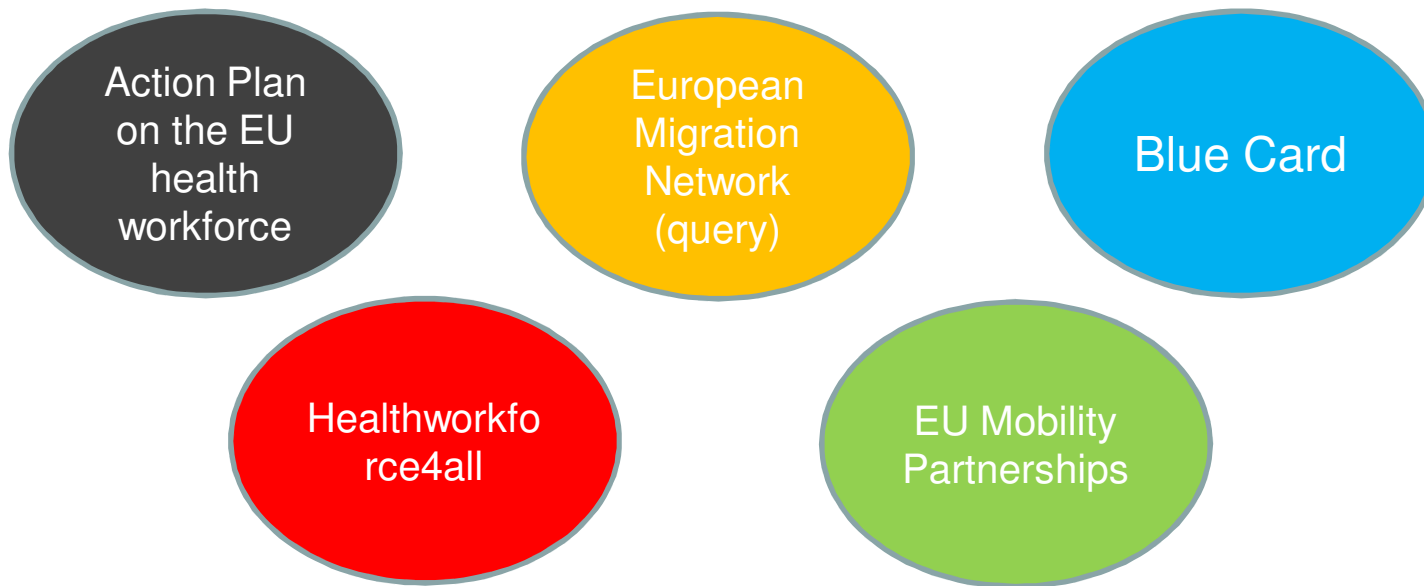 Action Plan
on the EU
health
workforce
European
Migration
Network
(query)
Blue Card
Healthworkfo
rce4all
EU Mobility
Partnerships